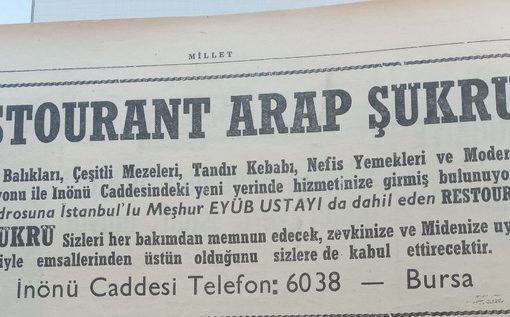 MİLLET
STOURANT ARAP ŞÜKRÜ
Balıkları, Çeşitli Mezeleri, Tandır Kebabı, Nefis Yemekleri ve Modern
yonu ile İnönü Caddesindeki yeni yerinde hizmetinize girmiş bulunuyo
drosuna İstanbul'lu Meşhur EYÜB USTAYI da dahil eden RESTOUR
ÜKRÜ Sizleri her bakımdan memnun edecek, zevkinize ve Midenize uy
iyle emsallerinden üstün olduğunu sizlere de kabul ettirecektir.
İnönü Caddesi Telefon: 6038 — Bursa